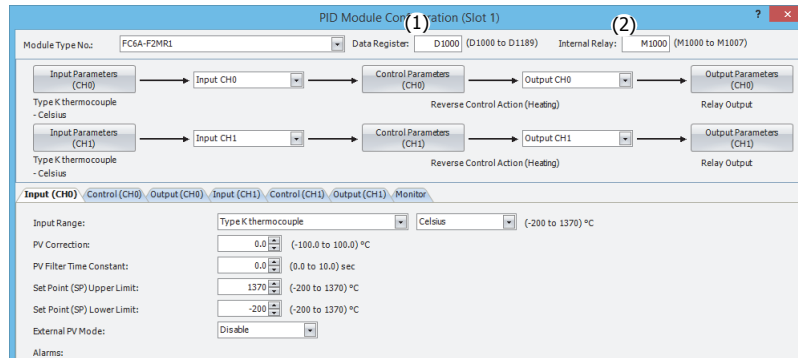 PID Module Configuration (Slot 1) ? ×
(1) (2)
Module Type No.: FC6A-F2MR1 Data Register: D1000 (D1000 to D1189) Internal Relay: M1000 (M1000 to M1007)
Input Parameters (CH0) Input CH0 Control Parameters (CH0) Output CH0 Output Parameters (CH0)
Type K thermocouple Reverse Control Action (Heating) Relay Output
- Celsius
Input Parameters (CH1) Input CH1 Control Parameters (CH1) Output CH1 Output Parameters (CH1)
Type K thermocouple Reverse Control Action (Heating) Relay Output
- Celsius
Input (CH0) Control (CH0) Output (CH0) Input (CH1) Control (CH1) Output (CH1) Monitor
Input Range: Type K thermocouple Celsius (-200 to 1370) °C
PV Correction: 0.0 (-100.0 to 100.0) °C
PV Filter Time Constant: 0.0 (0.0 to 10.0) sec
Set Point (SP) Upper Limit: 1370 (-200 to 1370) °C
Set Point (SP) Lower Limit: -200 (-200 to 1370) °C
External PV Mode: Disable
Alarms: